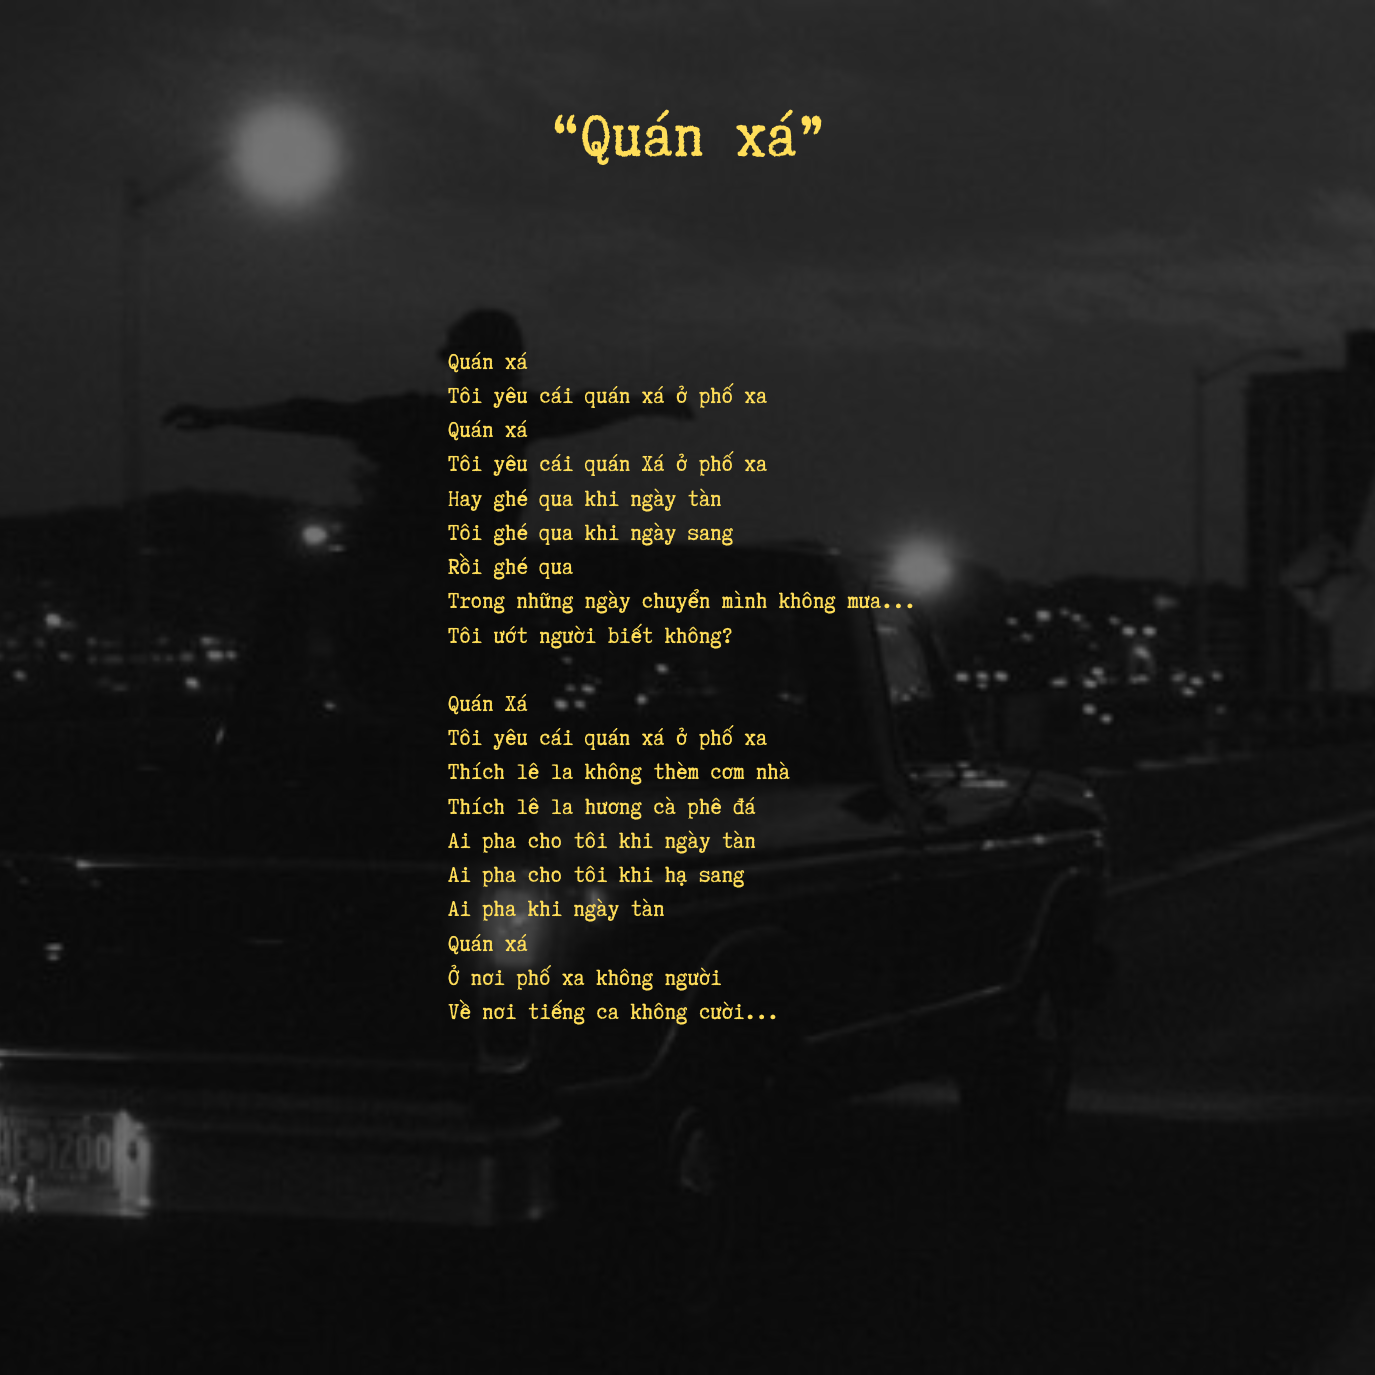 “Quán xá”
Quán xá
Tôi yêu cái quán xá ở phố xa
Quán xá
Tôi yêu cái quán Xá ở phố xa
Hay ghé qua khi ngày tàn
Tôi ghé qua khi ngày sang
Rồi ghé qua
Trong những ngày chuyển mình không mưa...
Tôi ướt người biết không?
Quán Xá
Tôi yêu cái quán xá ở phố xa
Thích lê la không thèm cơm nhà
Thích lê la hương cà phê đá
Ai pha cho tôi khi ngày tàn
Ai pha cho tôi khi hạ sang
Ai pha khi ngày tàn
Quán xá
Ở nơi phố xa không người
Về nơi tiếng ca không cười...
1200